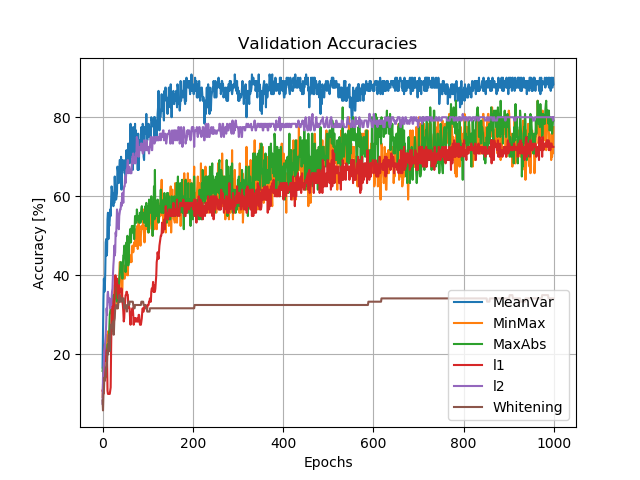 Validation Accuracies
Accuracy [%]
80
60
40
20
0
200
400
600
800
1000
Epochs
MeanVar
MinMax
MaxAbs
l1
l2
Whitening